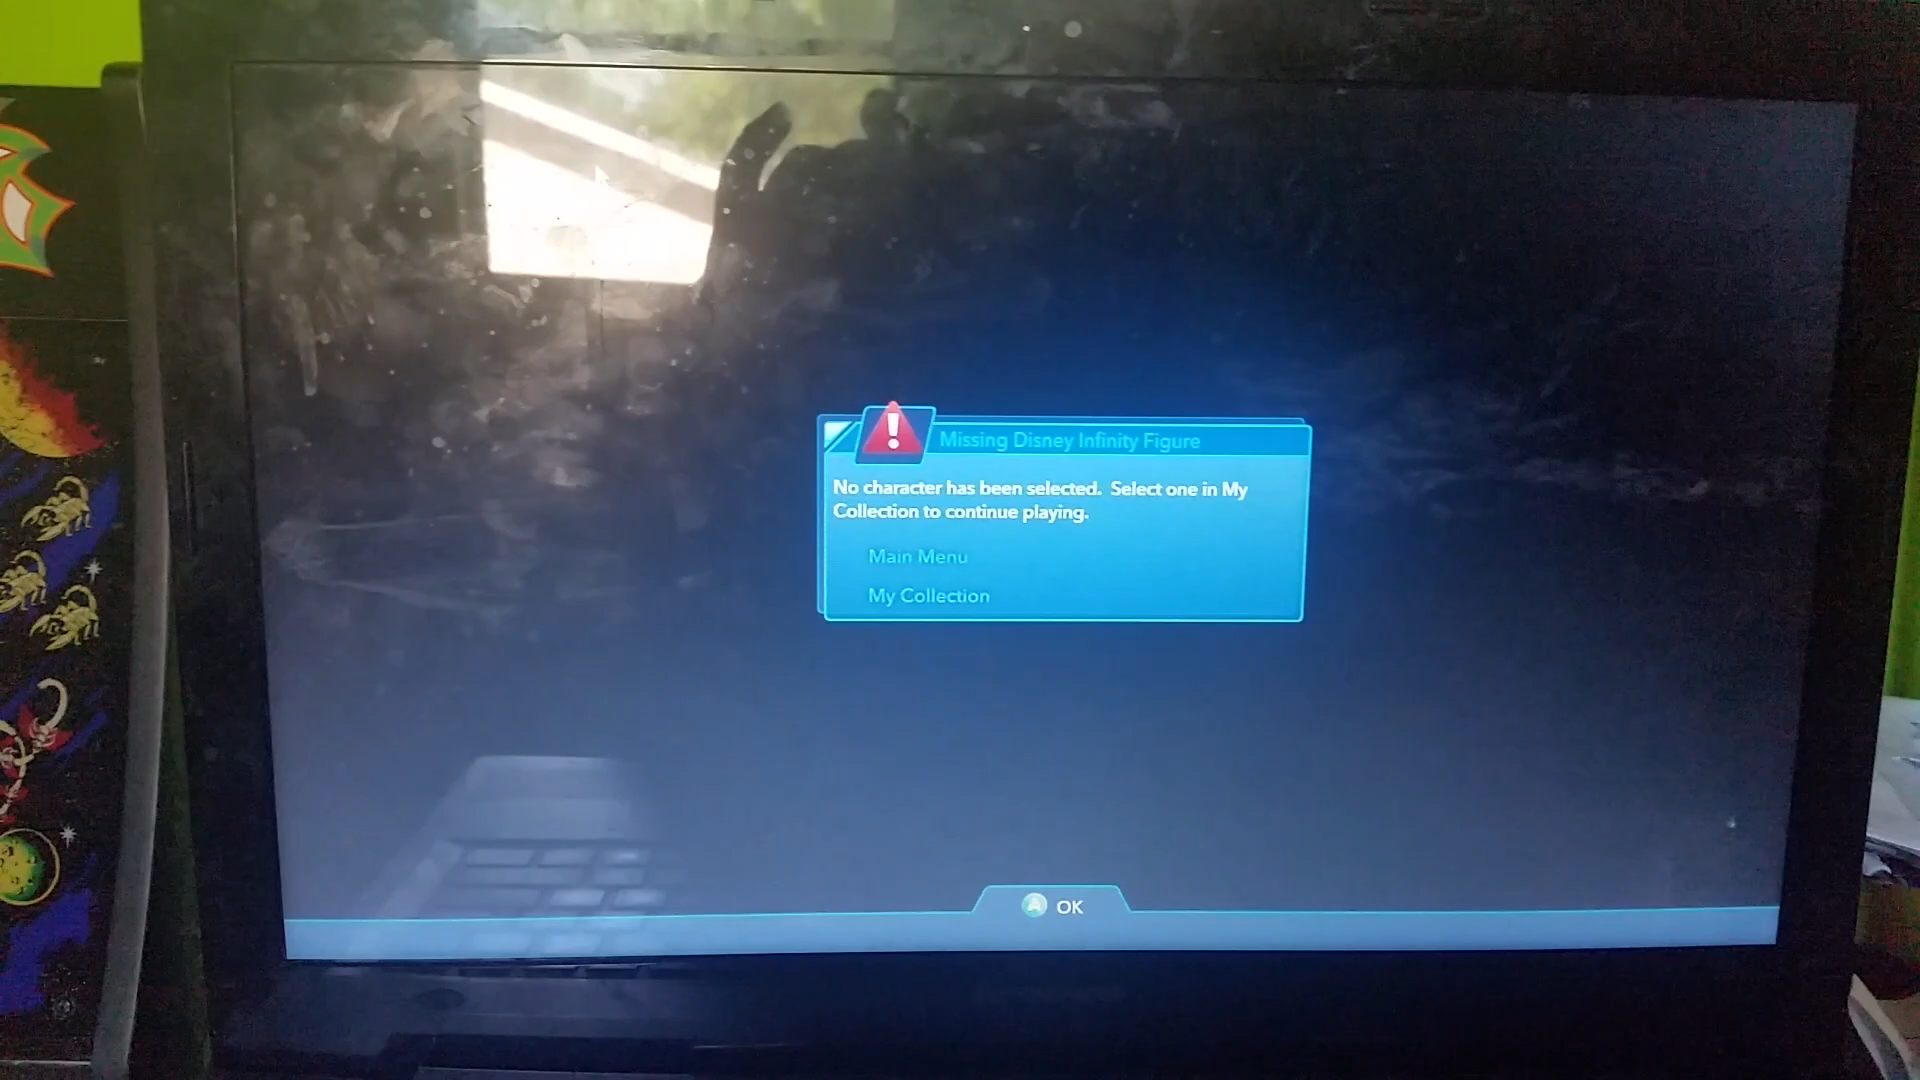 Missing Disney Infinity Figure
No character has been selected.  Select one in My
Collection to continue playing.
Main Menu
My Collection
A OK